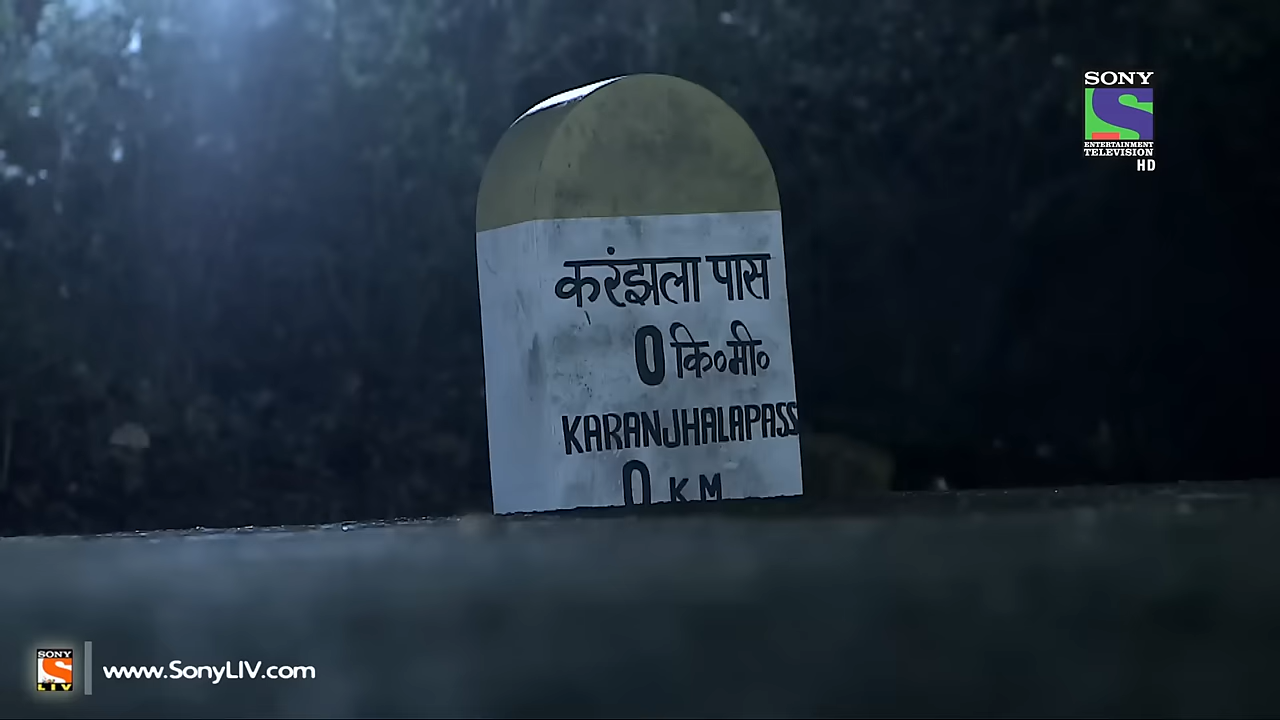 SONY
ENTERTAINMENT
TELEVISION
HD
करंझला पास
0 कि॰मी॰
KARANJHALAPASS
0 KM
SONY
LIV
www.SonyLIV.com